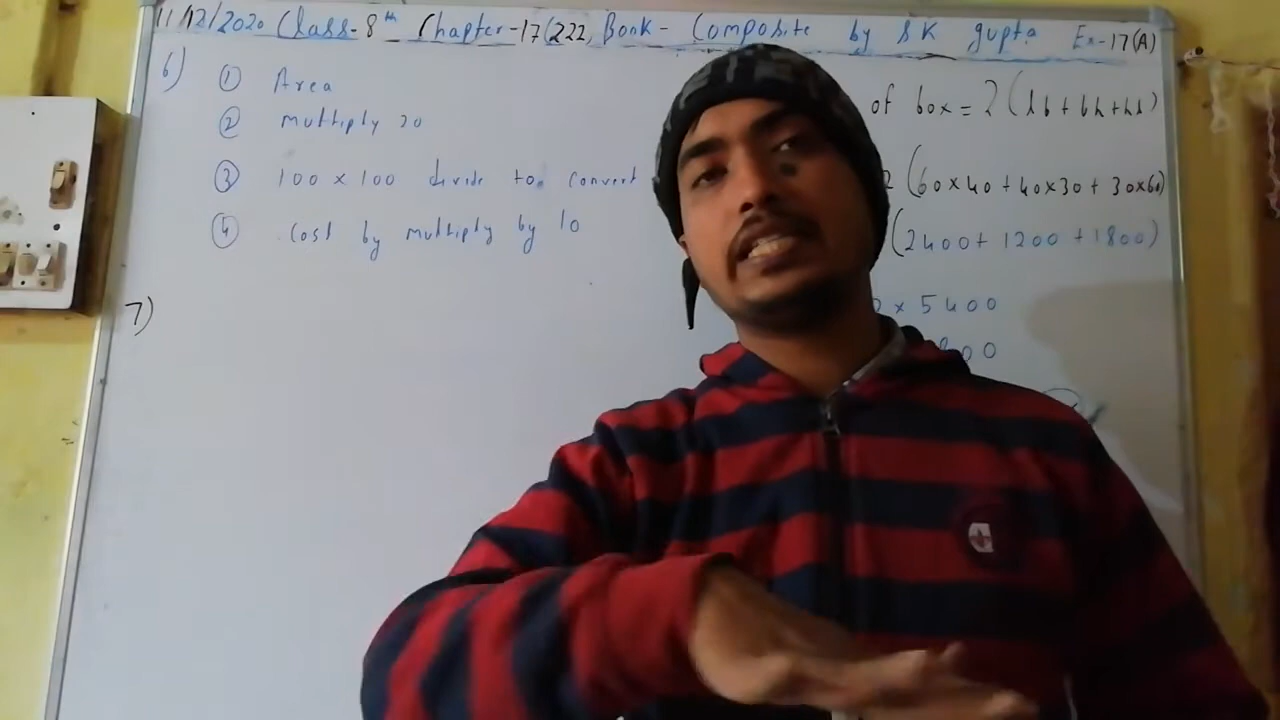 11/12/2020 Class-8th Chapter-17(222, Book- Composite by SK gupta Ex-17(A)
6) ① Area
② multiply 20
③ 100 x 100 divide to convert
④ Cost by multiply by 10
7)
of box = 2(lb+bh+hl)
2(60x40+40x30+30x60)
(2400+1200+1800)
x 5400
800